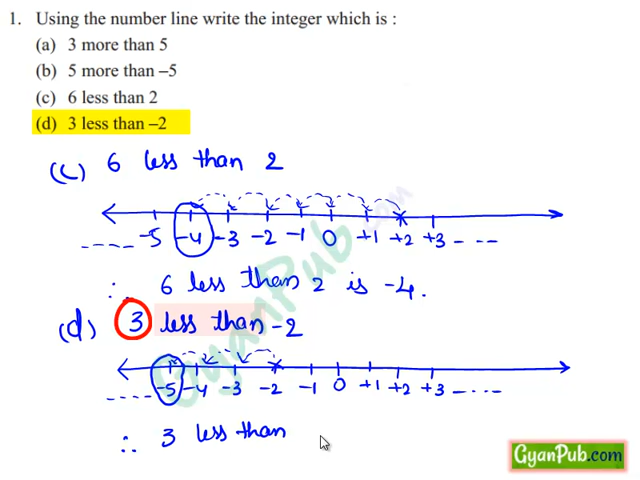 1. Using the number line write the integer which is :
(a) 3 more than 5
(b) 5 more than –5
(c) 6 less than 2
(d) 3 less than –2
(c) 6 less than 2
---- -5 -4 -3 -2 -1 0 +1 +2 +3 -- --
∴ 6 less than 2 is -4.
(d) 3 less than -2
---- -5 -4 -3 -2 -1 0 +1 +2 +3 ----
∴ 3 less than
GyanPub.com
GyanPub.com